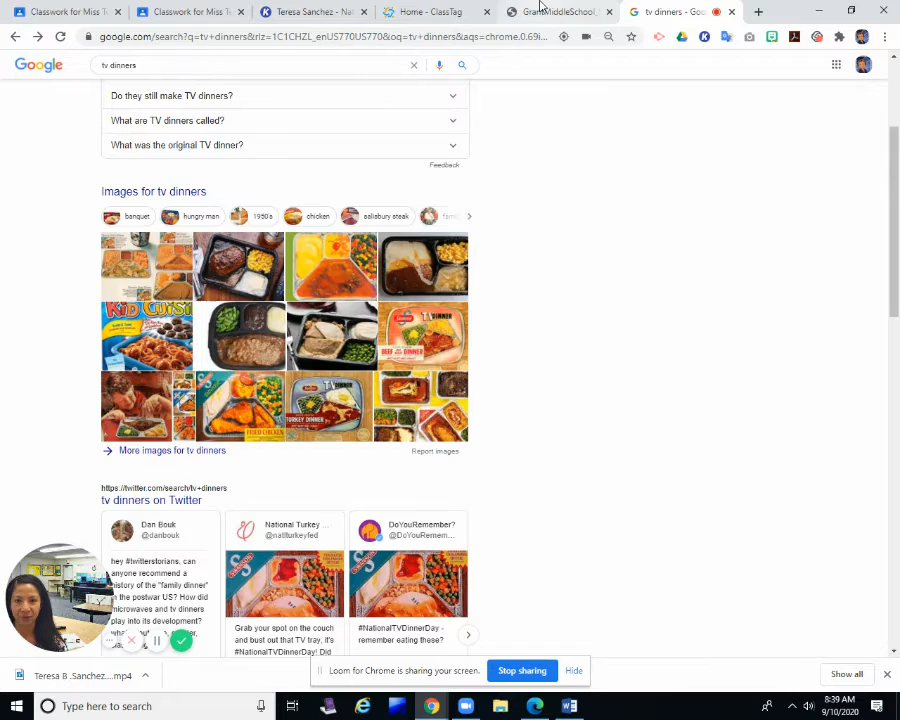 Classwork for Miss T
Classwork for Miss To
Teresa Sanchez - Nat
Home - ClassTag
GrantMiddleSchool_S
tv dinners - Goo
google.com/search?q=tv+dinners&rlz=1C1CHZL_enUS770US770&oq=tv+dinners&aqs=chrome.0.69i...
Google
tv dinners
Do they still make TV dinners?
What are TV dinners called?
What was the original TV dinner?
Feedback
Images for tv dinners
banquet
hungry man
1950's
chicken
salisbury steak
More images for tv dinners
Report images
https://twitter.com/search/tv+dinners
tv dinners on Twitter
Dan Bouk
@danbouk
hey #twitterstorians, can
anyone recommend a
history of the "family dinner"
in the postwar US? How did
microwaves and tv dinners
play into its development?
National Turkey ...
@natlturkeyfed
Grab your spot on the couch
and bust out that TV tray, it's
#NationalTVDinnerDay! Did
DoYouRemember?
@DoYouRemem...
#NationalTVDinnerDay -
remember eating these?
Loom for Chrome is sharing your screen.
Stop sharing
Hide
Teresa B .Sanchez....mp4
Show all
Type here to search
8:39 AM
9/10/2020